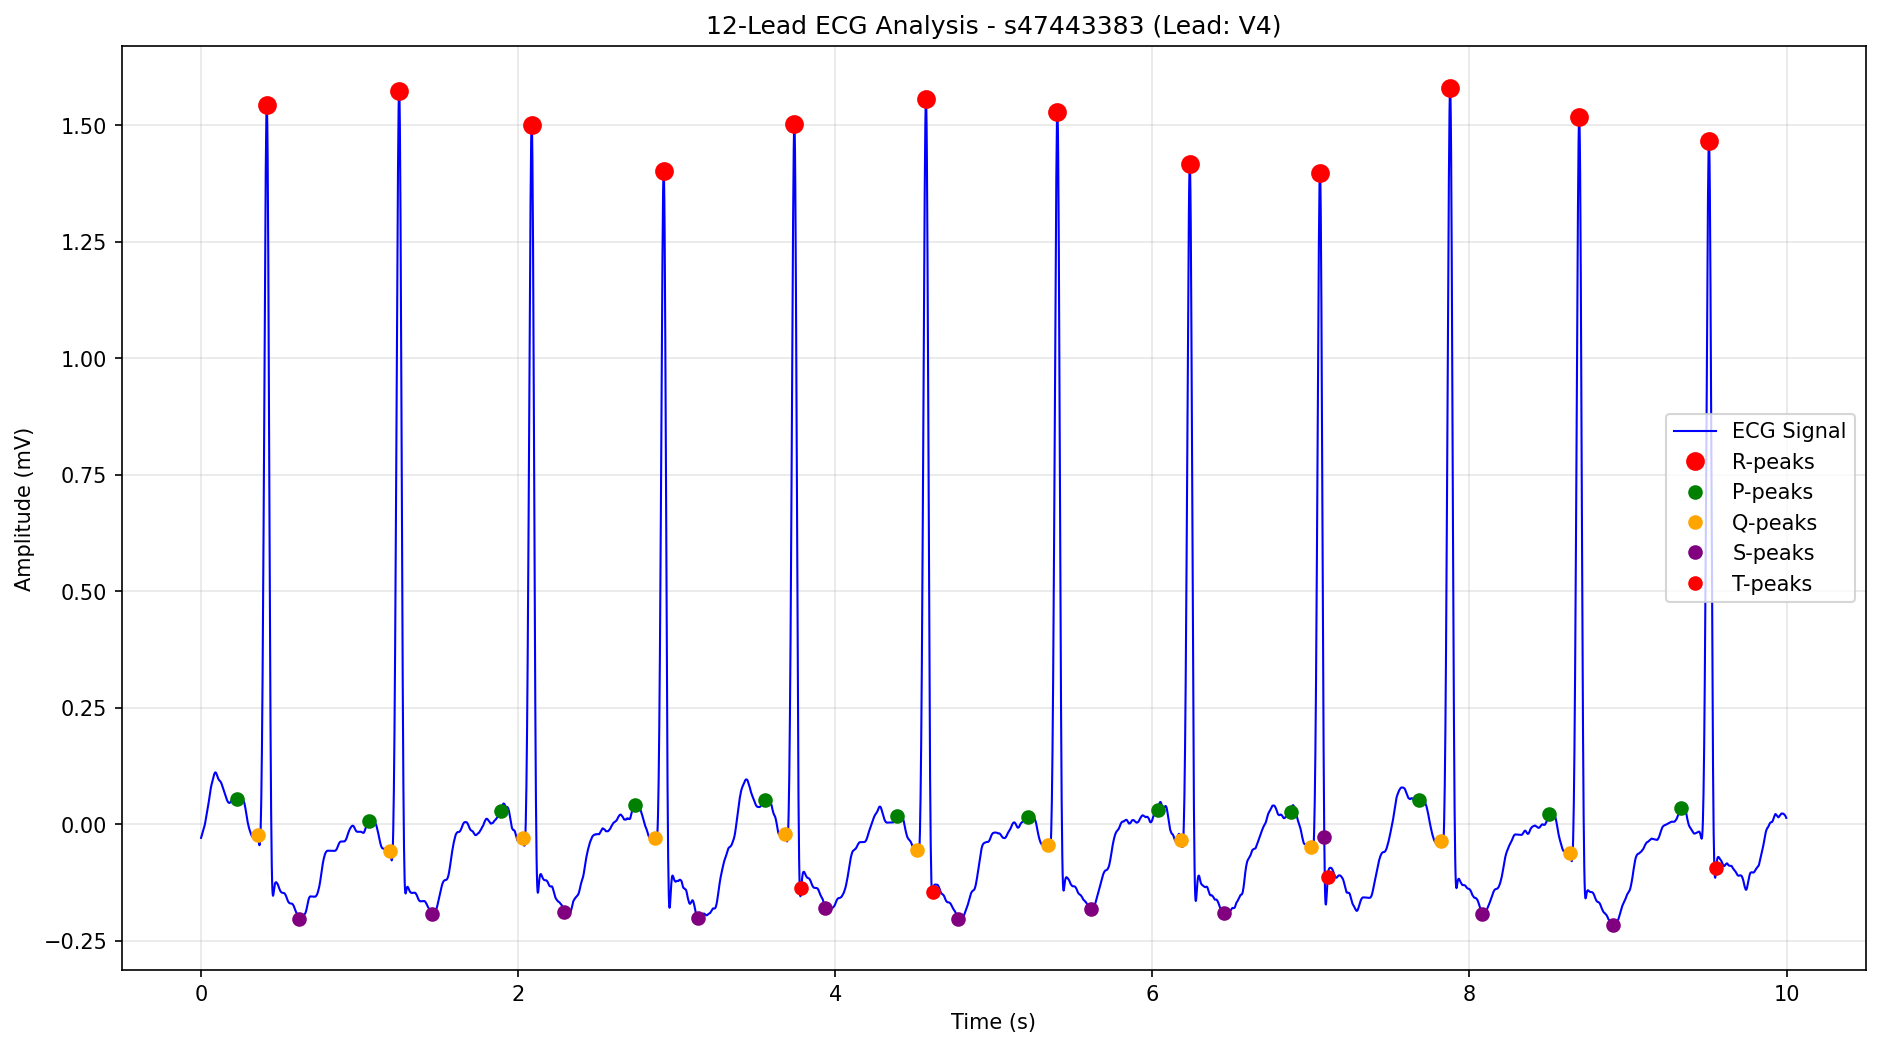 12-Lead ECG Analysis - s47443383 (Lead: V4)
Amplitude (mV)
1.50
1.25
1.00
0.75
0.50
0.25
0.00
−0.25
ECG Signal
R-peaks
P-peaks
Q-peaks
S-peaks
T-peaks
0 2 4 6 8 10
Time (s)